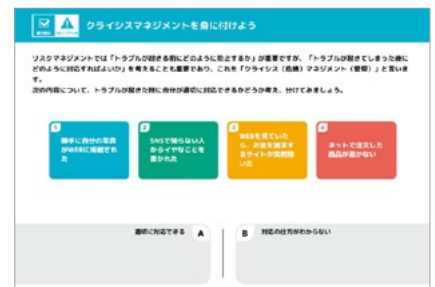 クライシスマネジメントを身に付けよう
リスクマネジメントでは「トラブルが起きる前にどのように防止するか」が重要ですが、「トラブルが起きてしまった後に
どのように対応すればよいか」を考えることも重要であり、これを「クライシス（危機）マネジメント（管理）」と言いま
す。
次の内容について、トラブルが起きた時に自分が適切に対応できるかどうか考え、分けてみましょう。
1
勝手に自分の写真
がWEBに掲載され
た
2
SNSで知らない人
からイヤなことを
書かれた
3
WEBを見ていた
ら、お金を請求す
るサイトが突然開
いた
4
ネットで注文した
商品が届かない
適切に対応できる A
B 対応の仕方がわからない